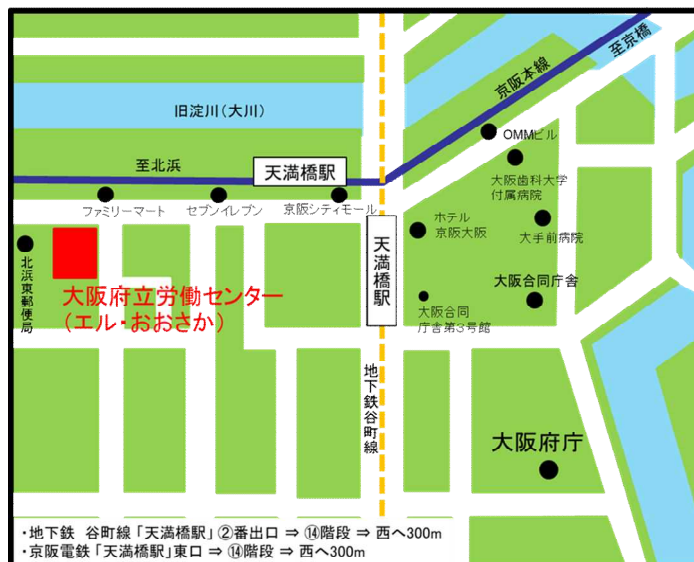 至京橋
京阪本線
旧淀川(大川)
OMMビル
至北浜
天満橋駅
大阪歯科大学
付属病院
ファミリーマート
セブンイレブン
京阪シティモール
天満橋駅
ホテル
京阪大阪
大手前病院
北浜東郵便局
大阪府立労働センター
(エル・おおさか)
大阪合同庁舎
大阪合同
庁舎第3号館
地下鉄谷町線
大阪府庁
・地下鉄 谷町線「天満橋駅」②番出口 ⇒ ⑭階段 ⇒ 西へ300m
・京阪電鉄「天満橋駅」東口 ⇒ ⑭階段 ⇒ 西へ300m